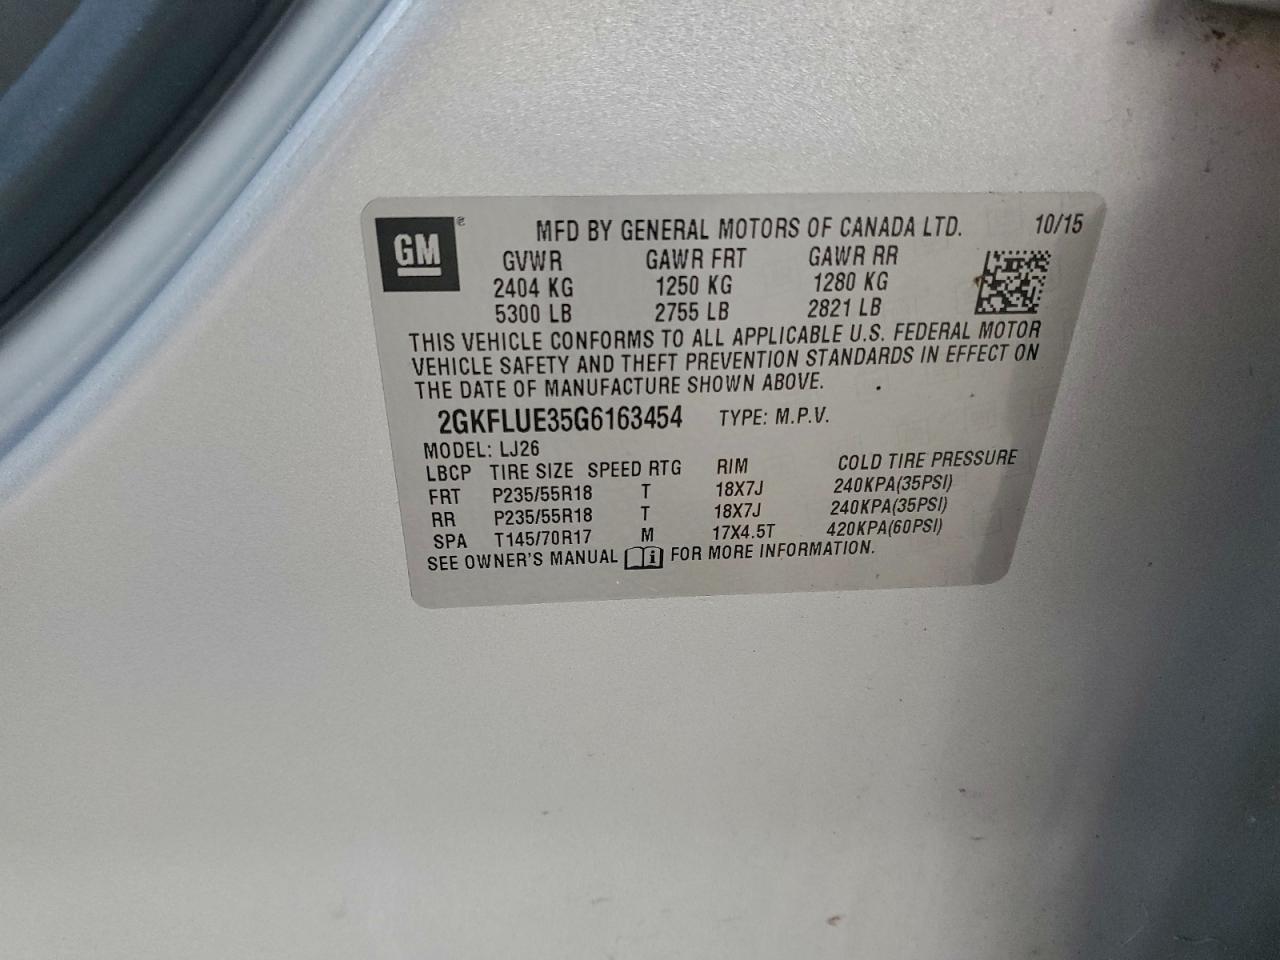 GM ®
MFD BY GENERAL MOTORS OF CANADA LTD. 10/15
GVWR GAWR FRT GAWR RR
2404 KG 1250 KG 1280 KG
5300 LB 2755 LB 2821 LB
THIS VEHICLE CONFORMS TO ALL APPLICABLE U.S. FEDERAL MOTOR
VEHICLE SAFETY AND THEFT PREVENTION STANDARDS IN EFFECT ON
THE DATE OF MANUFACTURE SHOWN ABOVE.
2GKFLUE35G6163454 TYPE: M.P.V.
MODEL: LJ26
LBCP TIRE SIZE SPEED RTG RIM COLD TIRE PRESSURE
FRT P235/55R18 T 18X7J 240KPA(35PSI)
RR P235/55R18 T 18X7J 240KPA(35PSI)
SPA T145/70R17 M 17X4.5T 420KPA(60PSI)
SEE OWNER'S MANUAL i FOR MORE INFORMATION.